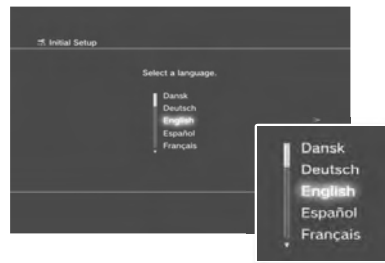 Initial Setup
Select a language.
Dansk
Deutsch
English
Español
Français
Dansk
Deutsch
English
Español
Français